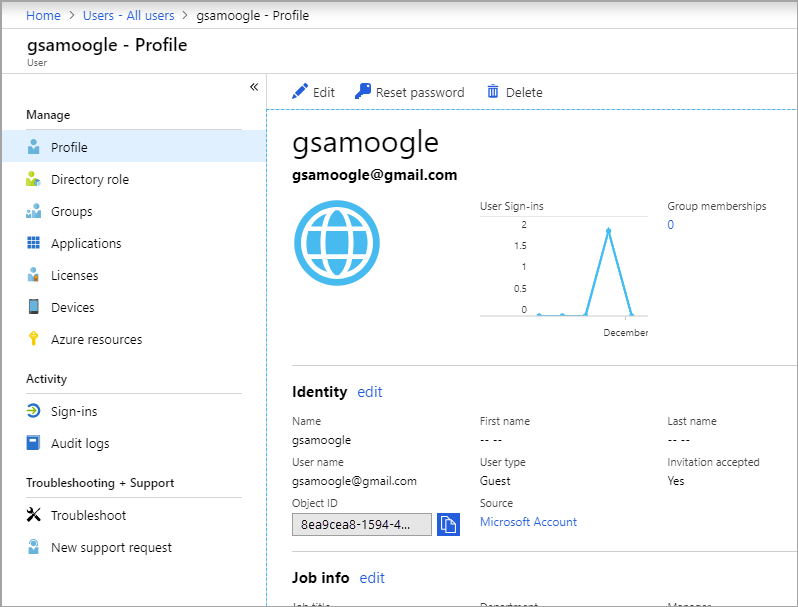 Home > Users - All users > gsamoogle - Profile
gsamoogle - Profile
User
«
Manage
Profile
Directory role
Groups
Applications
Licenses
Devices
Azure resources
Activity
Sign-ins
Audit logs
Troubleshooting + Support
Troubleshoot
New support request
Edit Reset password Delete
gsamoogle
gsamoogle@gmail.com
User Sign-ins
2
1.5
1
0.5
0
December
Group memberships
0
Identity edit
Name First name Last name
gsamoogle -- -- -- --
User name User type Invitation accepted
gsamoogle@gmail.com Guest Yes
Object ID Source
8ea9cea8-1594-4... Microsoft Account
Job info edit
Job title Department Manager